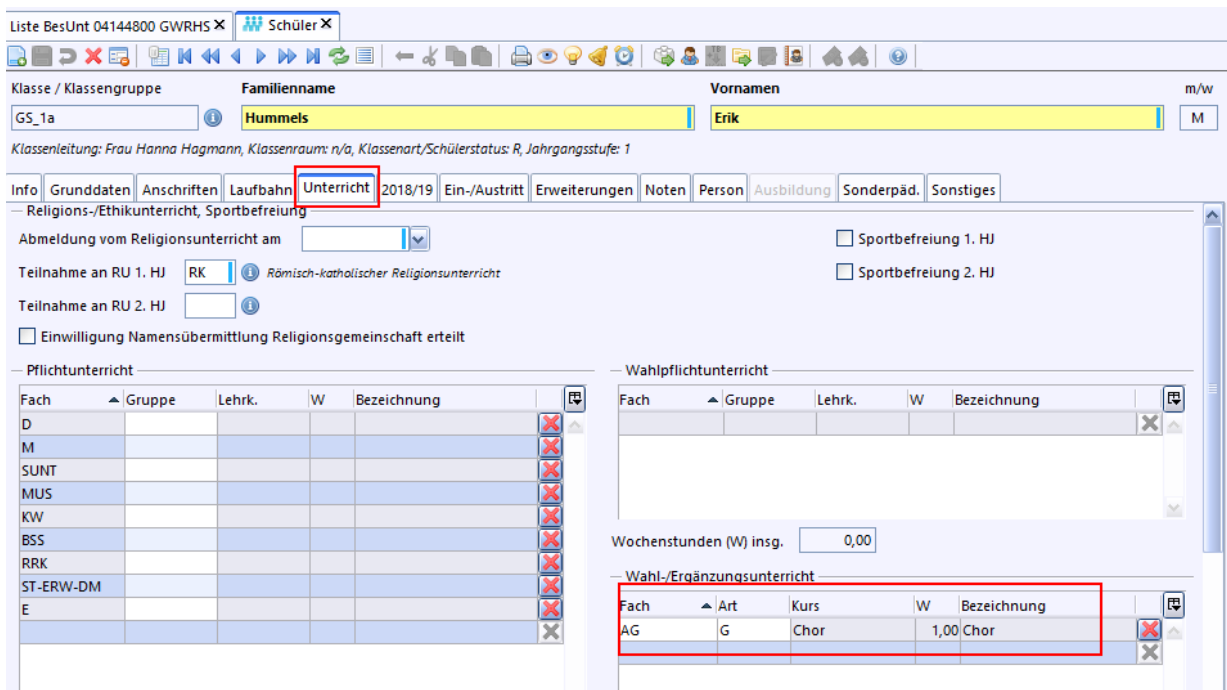 Liste BesUnt 04144800 GWRHS X Schüler X
Klasse / Klassengruppe Familienname Vornamen m/w
GS_1a Hummels Erik M
Klassenleitung: Frau Hanna Hagmann, Klassenraum: n/a, Klassenart/Schülerstatus: R, Jahrgangsstufe: 1
Info Grunddaten Anschriften Laufbahn Unterricht 2018/19 Ein-/Austritt Erweiterungen Noten Person Ausbildung Sonderpäd. Sonstiges
Religions-/Ethikunterricht, Sportbefreiung
Abmeldung vom Religionsunterricht am Sportbefreiung 1. HJ
Teilnahme an RU 1. HJ RK Römisch-katholischer Religionsunterricht Sportbefreiung 2. HJ
Teilnahme an RU 2. HJ
Einwilligung Namensübermittlung Religionsgemeinschaft erteilt
Pflichtunterricht
Fach Gruppe Lehrk. W Bezeichnung
D
M
SUNT
MUS
KW
BSS
RRK
ST-ERW-DM
E
Wahlpflichtunterricht
Fach Gruppe Lehrk. W Bezeichnung
Wochenstunden (W) insg. 0,00
Wahl-/Ergänzungsunterricht
Fach Art Kurs W Bezeichnung
AG G Chor 1,00 Chor